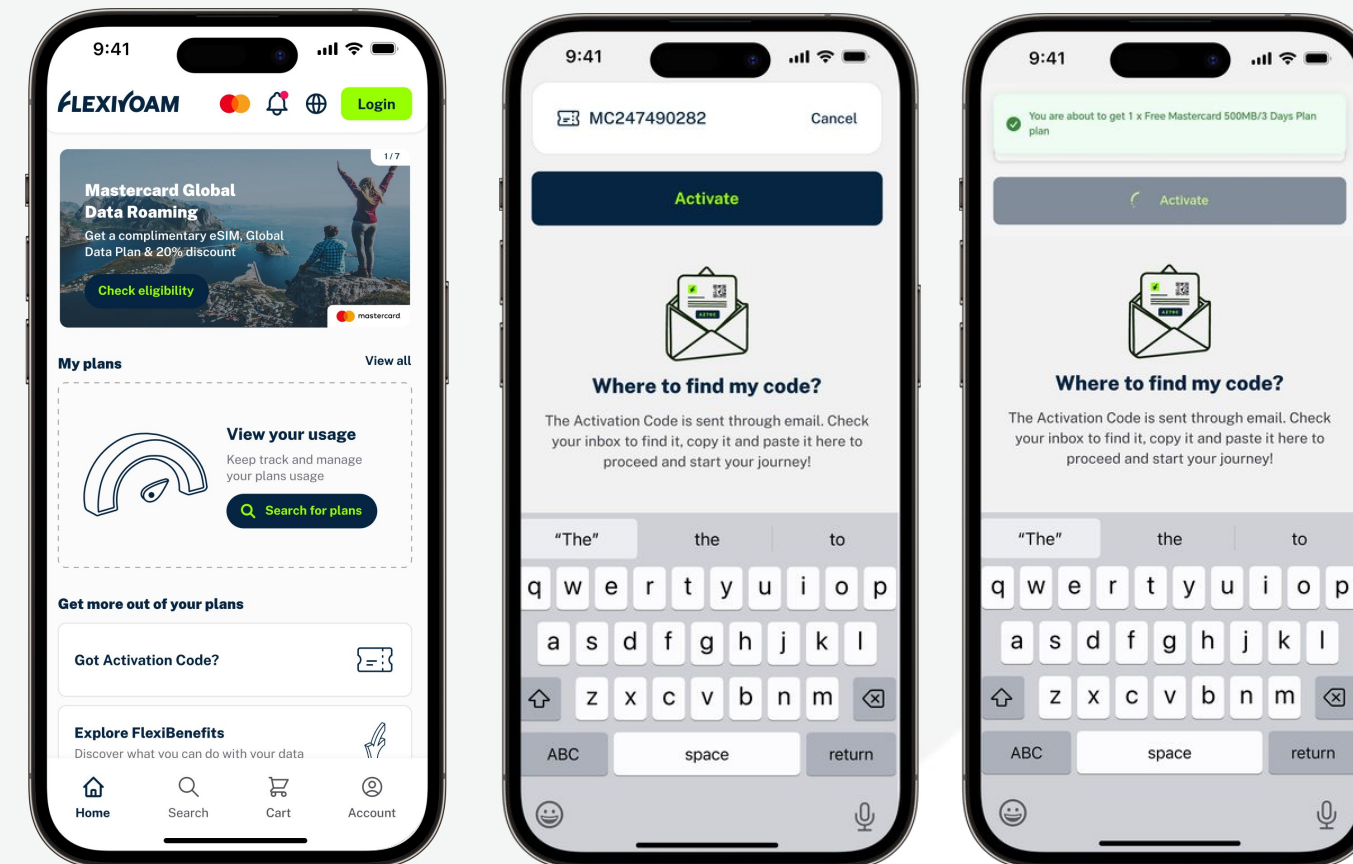 9:41
FLEXIROAM
Login
1/7
Mastercard Global
Data Roaming
Get a complimentary eSIM, Global
Data Plan & 20% discount
Check eligibility
mastercard
My plans
View all
View your usage
Keep track and manage
your plans usage
Search for plans
Get more out of your plans
Got Activation Code?
Explore FlexiBenefits
Discover what you can do with your data
Home
Search
Cart
Account
9:41
MC247490282
Cancel
Activate
Where to find my code?
The Activation Code is sent through email. Check
your inbox to find it, copy it and paste it here to
proceed and start your journey!
"The"
the
to
q w e r t y u i o p
a s d f g h j k l
z x c v b n m
ABC
space
return
9:41
You are about to get 1 x Free Mastercard 500MB/3 Days Plan
plan
Activate
Where to find my code?
The Activation Code is sent through email. Check
your inbox to find it, copy it and paste it here to
proceed and start your journey!
"The"
the
to
q w e r t y u i o p
a s d f g h j k l
z x c v b n m
ABC
space
return